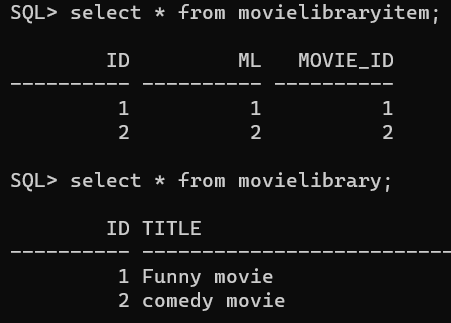 SQL> select * from movielibraryitem;
ID ML MOVIE_ID
---------- ---------- ----------
1 1 1
2 2 2
SQL> select * from movielibrary;
ID TITLE
---------- --------------------------
1 Funny movie
2 comedy movie